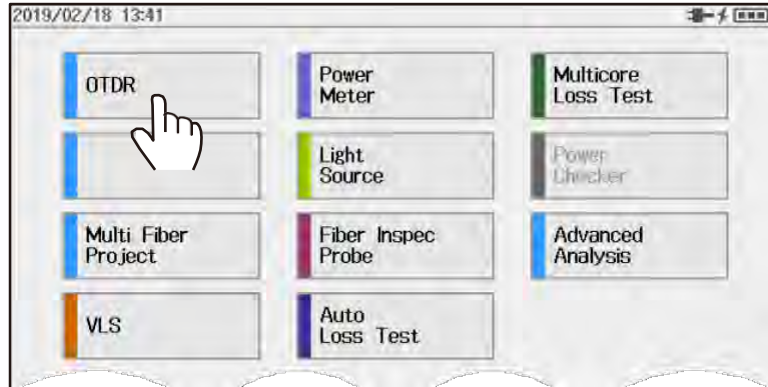 2019/02/18 13:41
OTDR
Power
Meter
Multicore
Loss Test
Light
Source
Power
Checker
Multi Fiber
Project
Fiber Inspec
Probe
Advanced
Analysis
VLS
Auto
Loss Test